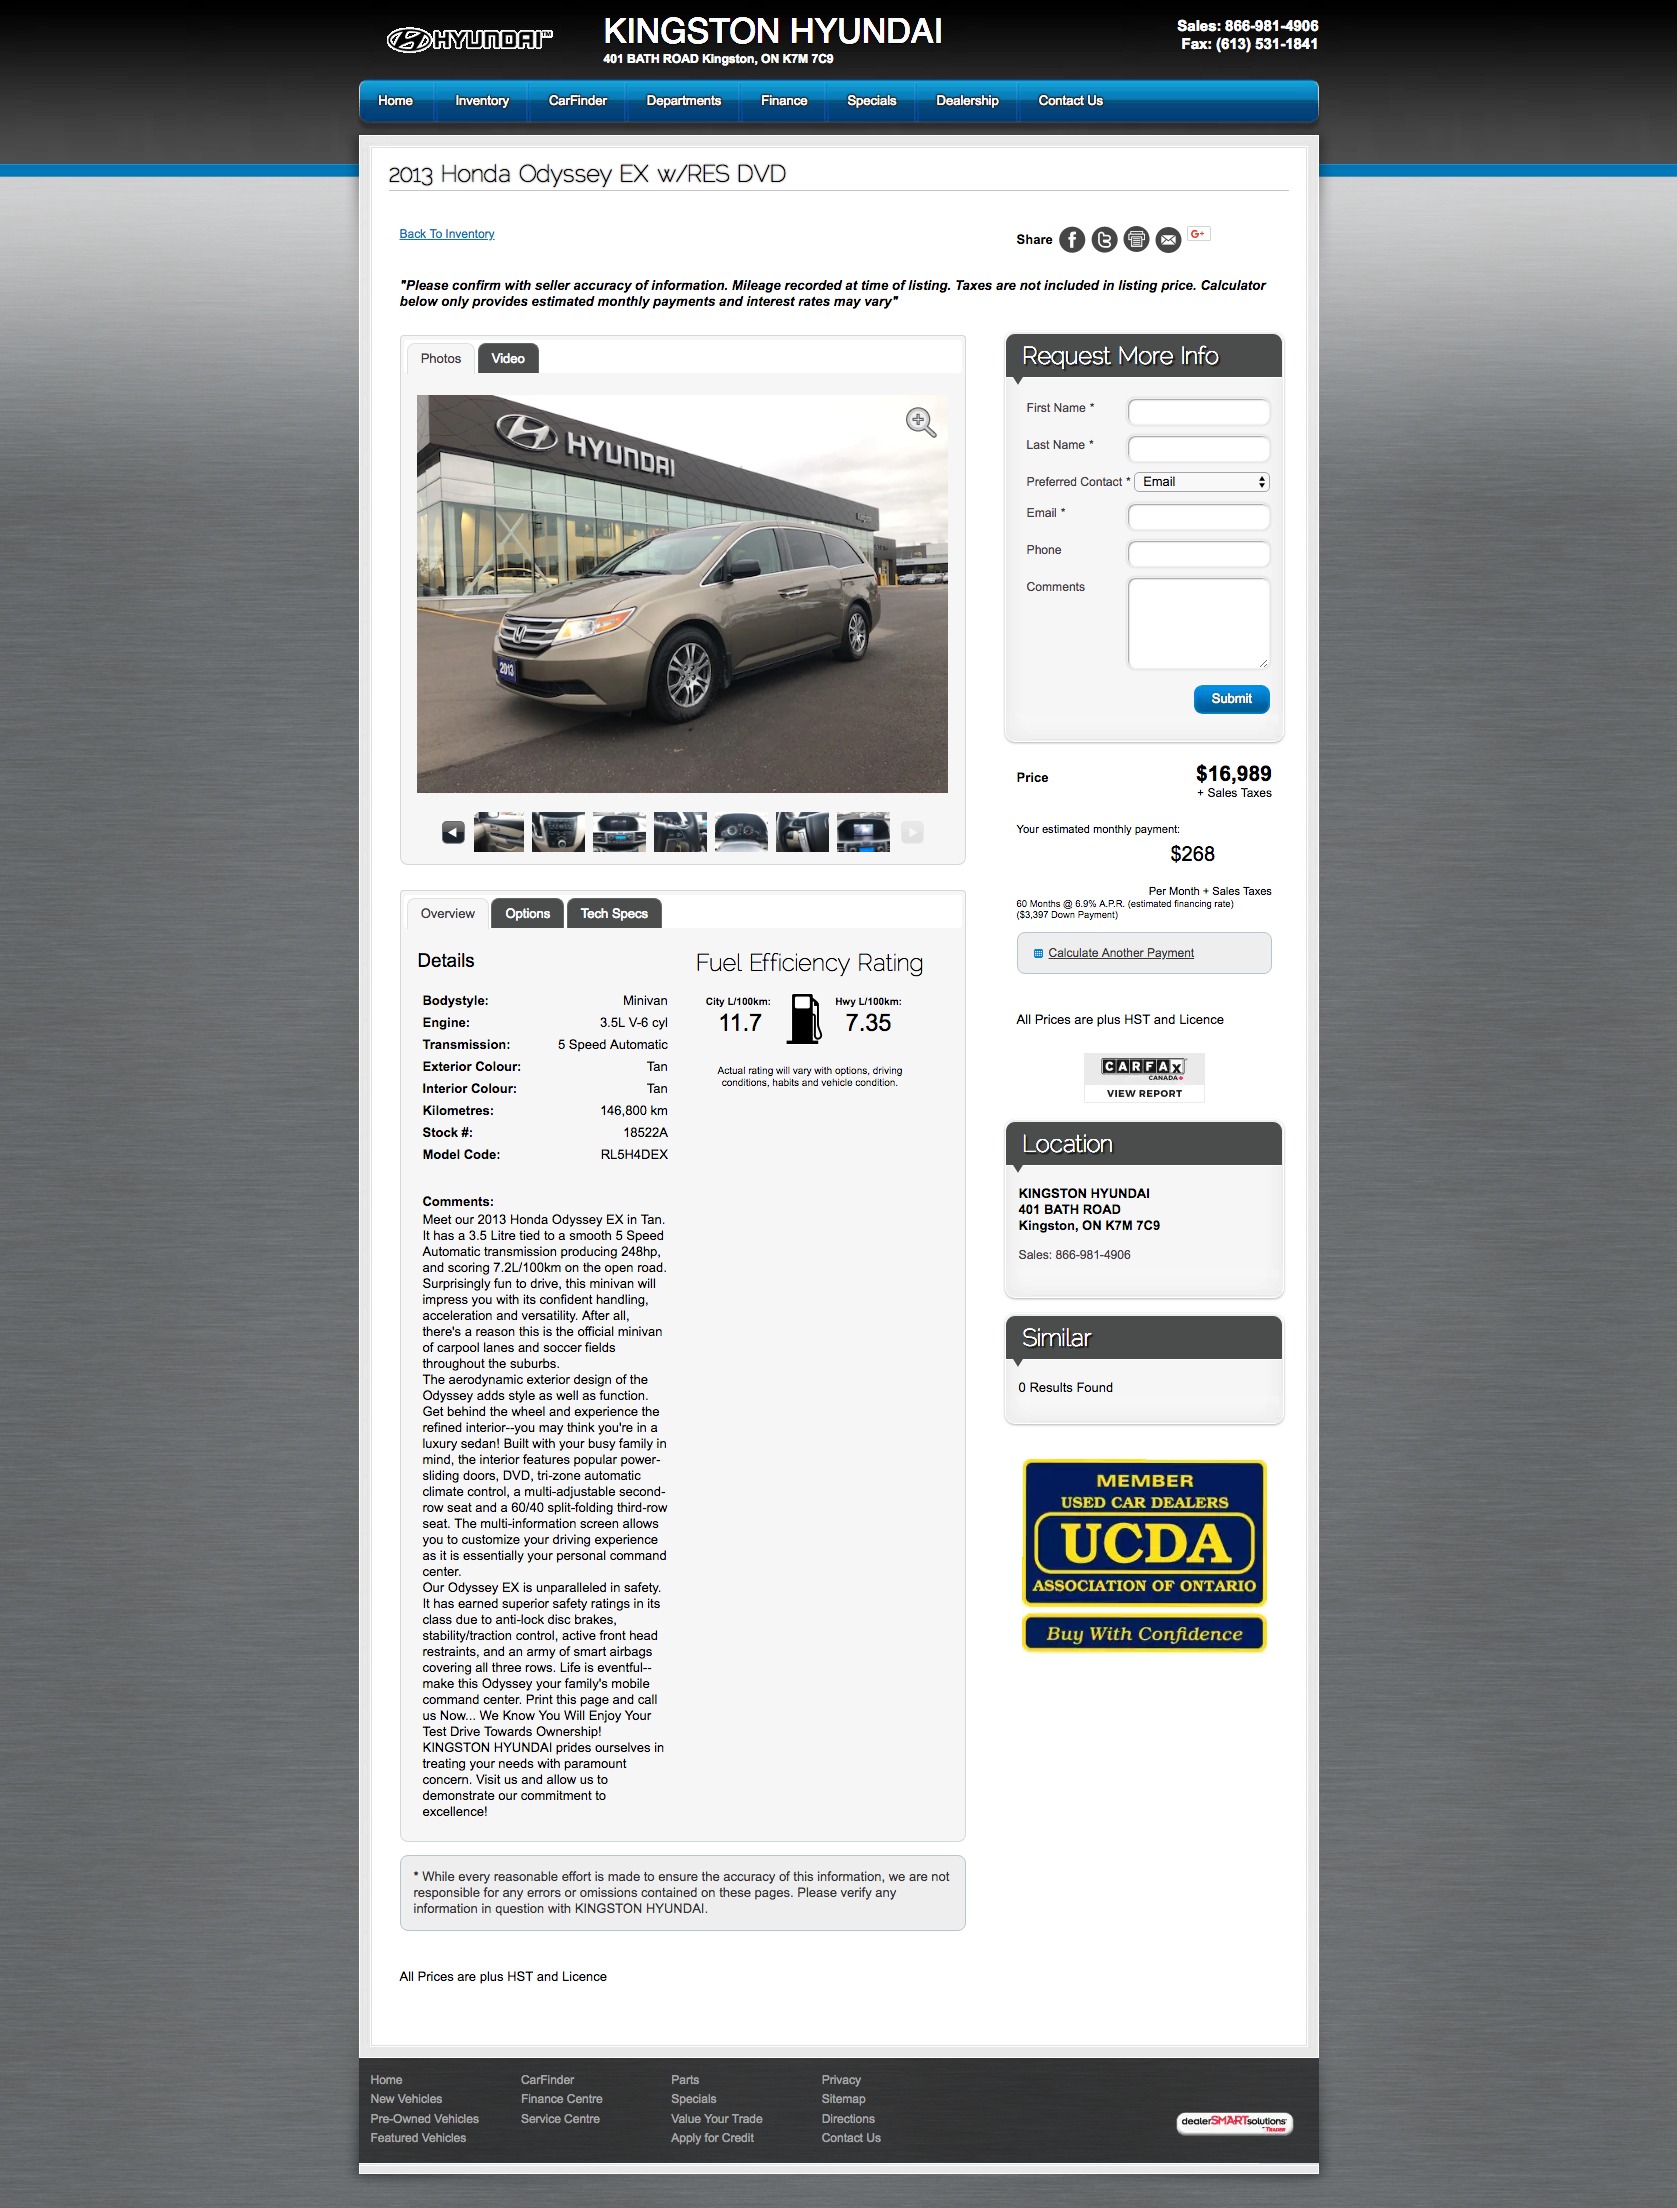 HYUNDAI
KINGSTON HYUNDAI
401 BATH ROAD Kingston, ON K7M 7C9
Sales: 866-981-4906
Fax: (613) 531-1841
Home Inventory CarFinder Departments Finance Specials Dealership Contact Us
2013 Honda Odyssey EX w/RES DVD
Back To Inventory
Share
G+
"Please confirm with seller accuracy of information. Mileage recorded at time of listing. Taxes are not included in listing price. Calculator
below only provides estimated monthly payments and interest rates may vary"
Photos Video
HYUNDAI
2013
Overview Options Tech Specs
Details
Bodystyle: Minivan
Engine: 3.5L V-6 cyl
Transmission: 5 Speed Automatic
Exterior Colour: Tan
Interior Colour: Tan
Kilometres: 146,800 km
Stock #: 18522A
Model Code: RL5H4DEX
Fuel Efficiency Rating
City L/100km: Hwy L/100km:
11.7 7.35
Actual rating will vary with options, driving
conditions, habits and vehicle condition.
Comments:
Meet our 2013 Honda Odyssey EX in Tan.
It has a 3.5 Litre tied to a smooth 5 Speed
Automatic transmission producing 248hp,
and scoring 7.2L/100km on the open road.
Surprisingly fun to drive, this minivan will
impress you with its confident handling,
acceleration and versatility. After all,
there's a reason this is the official minivan
of carpool lanes and soccer fields
throughout the suburbs.
The aerodynamic exterior design of the
Odyssey adds style as well as function.
Get behind the wheel and experience the
refined interior--you may think you're in a
luxury sedan! Built with your busy family in
mind, the interior features popular power-
sliding doors, DVD, tri-zone automatic
climate control, a multi-adjustable second-
row seat and a 60/40 split-folding third-row
seat. The multi-information screen allows
you to customize your driving experience
as it is essentially your personal command
center.
Our Odyssey EX is unparalleled in safety.
It has earned superior safety ratings in its
class due to anti-lock disc brakes,
stability/traction control, active front head
restraints, and an army of smart airbags
covering all three rows. Life is eventful--
make this Odyssey your family's mobile
command center. Print this page and call
us Now... We Know You Will Enjoy Your
Test Drive Towards Ownership!
KINGSTON HYUNDAI prides ourselves in
treating your needs with paramount
concern. Visit us and allow us to
demonstrate our commitment to
excellence!
* While every reasonable effort is made to ensure the accuracy of this information, we are not
responsible for any errors or omissions contained on these pages. Please verify any
information in question with KINGSTON HYUNDAI.
All Prices are plus HST and Licence
Request More Info
First Name *
Last Name *
Preferred Contact * Email
Email *
Phone
Comments
Submit
Price $16,989
+ Sales Taxes
Your estimated monthly payment:
$268
Per Month + Sales Taxes
60 Months @ 6.9% A.P.R. (estimated financing rate)
($3,397 Down Payment)
Calculate Another Payment
All Prices are plus HST and Licence
CARFAX
CANADA
VIEW REPORT
Location
KINGSTON HYUNDAI
401 BATH ROAD
Kingston, ON K7M 7C9
Sales: 866-981-4906
Similar
0 Results Found
MEMBER
USED CAR DEALERS
UCDA
ASSOCIATION OF ONTARIO
Buy With Confidence
Home CarFinder Parts Privacy
New Vehicles Finance Centre Specials Sitemap
Pre-Owned Vehicles Service Centre Value Your Trade Directions
Featured Vehicles Apply for Credit Contact Us
dealerSMARTsolutions
TRADER